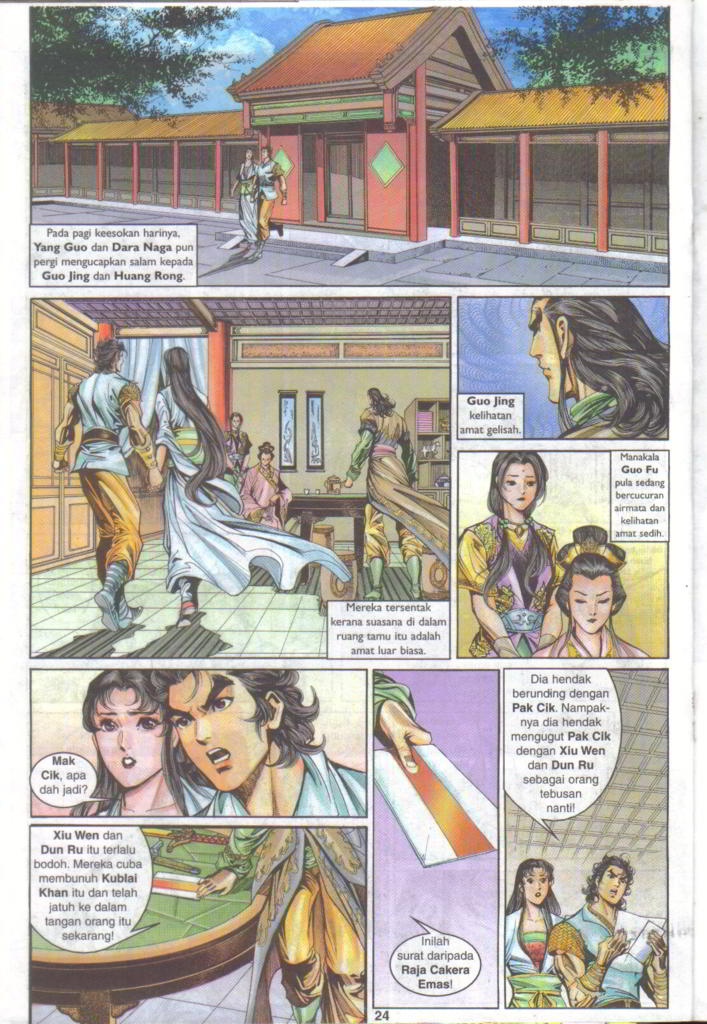 Pada pagi keesokan harinya,
Yang Guo dan Dara Naga pun
pergi mengucapkan salam kepada
Guo Jing dan Huang Rong.
Mereka tersentak
kerana suasana di dalam
ruang tamu itu adalah
amat luar biasa.
Guo Jing
kelihatan
amat gelisah.
Manakala
Guo Fu
pula sedang
bercucuran
airmata dan
kelihatan
amat sedih.
Mak
Cik, apa
dah jadi?
Xiu Wen dan
Dun Ru itu terlalu
bodoh. Mereka cuba
membunuh Kublai
Khan itu dan telah
jatuh ke dalam
tangan orang itu
sekarang!
Inilah
surat daripada
Raja Cakera
Emas!
Dia hendak
berunding dengan
Pak Cik. Nampak-
nya dia hendak
mengugut Pak Cik
dengan Xiu Wen
dan Dun Ru
sebagai orang
tebusan
nanti!
24